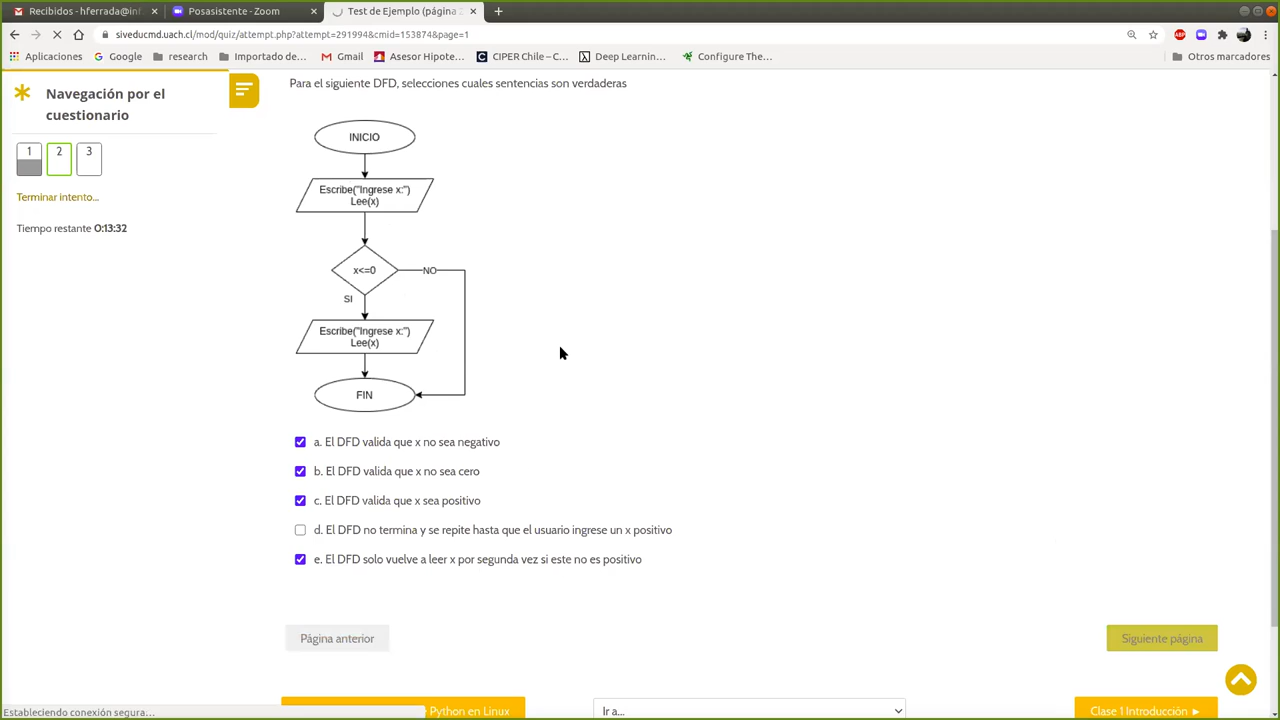 Recibidos - hferrada@inf
Posasistente - Zoom
Test de Ejemplo (página 2
siveducmd.uach.cl/mod/quiz/attempt.php?attempt=291994&cmid=153874&page=1
ABP
Aplicaciones
Google
research
Importado de...
Gmail
Asesor Hipote...
CIPER Chile – C...
Deep Learnin...
Configure The...
Otros marcadores
Navegación por el
cuestionario
1
2
3
Terminar intento...
Tiempo restante 0:13:32
Para el siguiente DFD, selecciones cuales sentencias son verdaderas
INICIO
Escribe("Ingrese x:")
Lee(x)
x<=0
NO
SI
Escribe("Ingrese x:")
Lee(x)
FIN
a. El DFD valida que x no sea negativo
b. El DFD valida que x no sea cero
c. El DFD valida que x sea positivo
d. El DFD no termina y se repite hasta que el usuario ingrese un x positivo
e. El DFD solo vuelve a leer x por segunda vez si este no es positivo
Página anterior
Siguiente página
Python en Linux
Ir a...
Clase 1 Introducción ►
Estableciendo conexión segura...